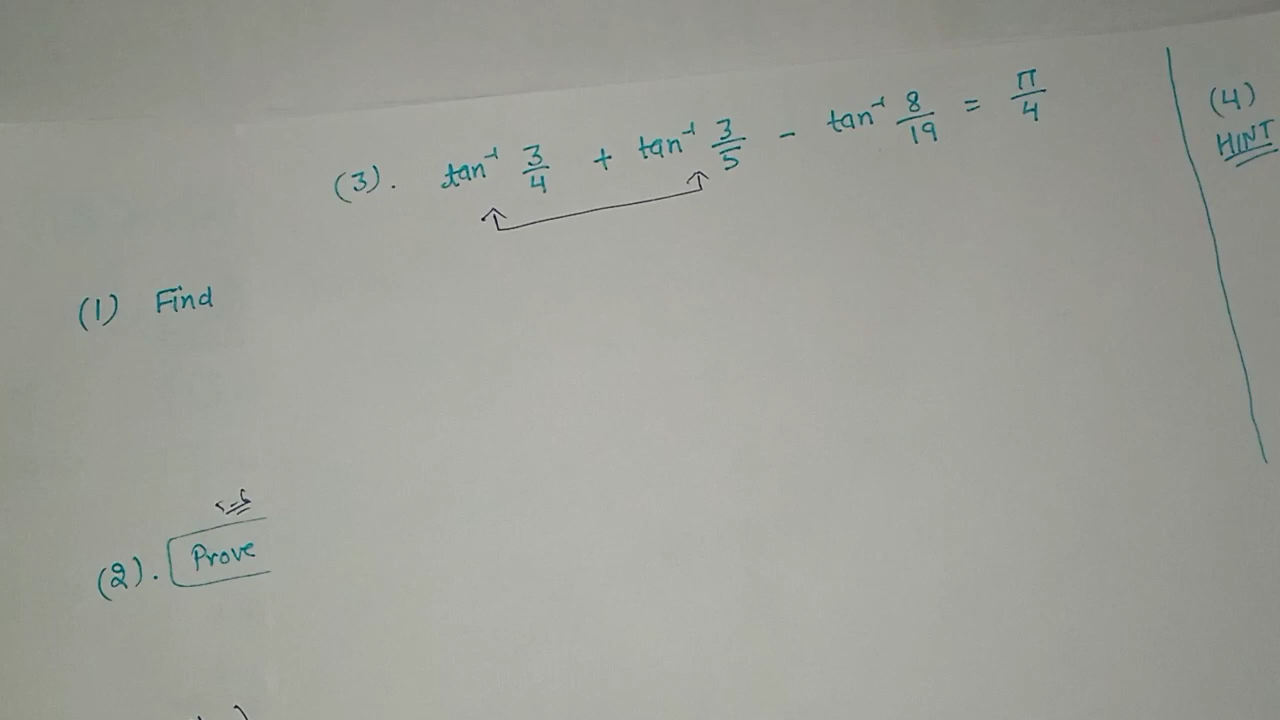 (3). tan⁻¹ 3/4 + tan⁻¹ 3/5 - tan⁻¹ 8/19 = π/4
(4)
HINT
(1) Find
(2). Prove